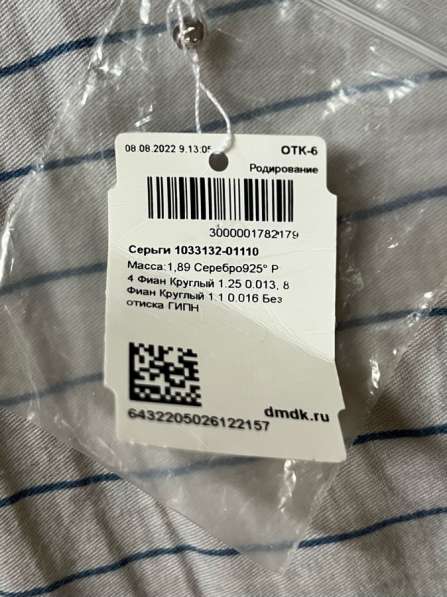 08.08.2022 9.13:05
ОТК-6
Родирование
3000001782179
Серьги 1033132-01110
Масса:1,89 Серебро925° Р
4 Фиан Круглый 1.25 0.013, 8
Фиан Круглый 1.1 0.016 Без
отиска ГИПН
dmdk.ru
6432205026122157